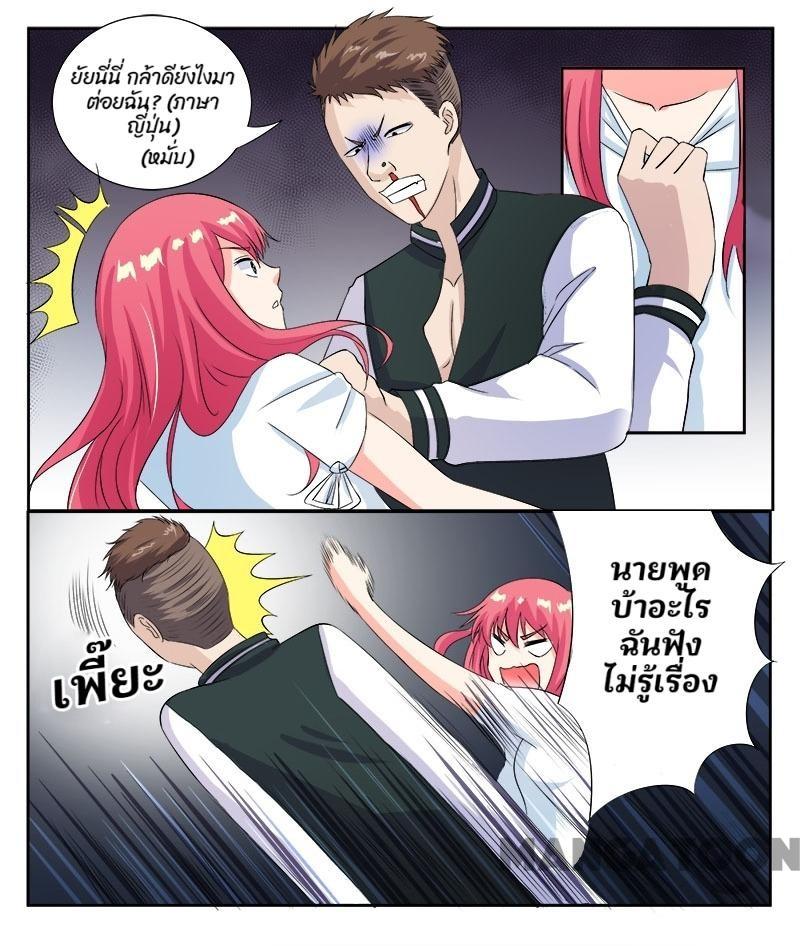 ยัยนี่นี่ กล้าดียังไงมา
ต่อยฉัน? (ภาษา
ญี่ปุ่น)
(หมั่บ)
เพี๊ยะ
นายพูด
บ้าอะไร
ฉันฟัง
ไม่รู้เรื่อง
MANGATOON